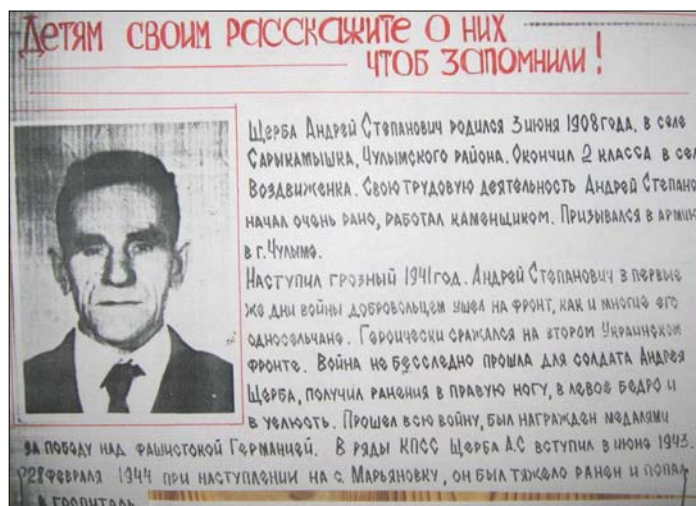 Детям своим расскажите о них
чтоб запомнили!
Щерба Андрей Степанович родился 3 июня 1908 года, в селе
Сарыкамышка, Чулымского района. Окончил 2 класса в сел
Воздвиженка. Свою трудовую деятельность Андрей Степано
начал очень рано, работал каменщиком. Призывался в арми
в г. Чулыме.
Наступил грозный 1941 год. Андрей Степанович в первые
же дни войны добровольцем ушел на фронт, как и многие его
односельчане. Героически сражался на втором Украинском
фронте. Война не бесследно прошла для солдата Андрея
Щерба, получил ранения в правую ногу, в левое бедро и
в челюсть. Прошел всю войну, был награжден медалями
за победу над фашистской Германией. В ряды КПСС Щерба А.С вступил в июне 1943.
28 февраля 1944 при наступлении на с. Марьяновку, он был тяжело ранен и попал
в госпиталь